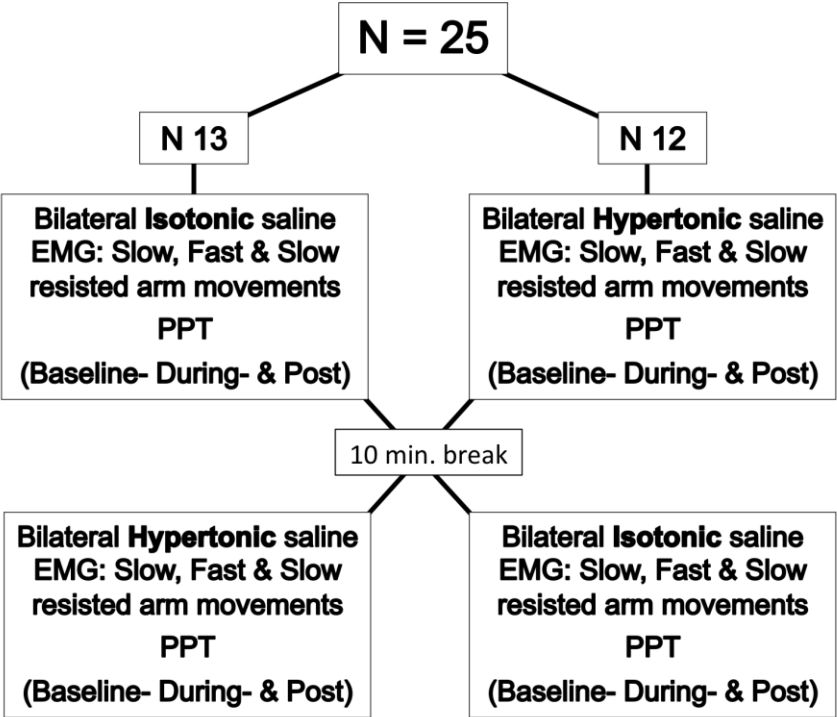 N = 25
N 13
N 12
Bilateral Isotonic saline
EMG: Slow, Fast & Slow
resisted arm movements
PPT
(Baseline- During- & Post)
Bilateral Hypertonic saline
EMG: Slow, Fast & Slow
resisted arm movements
PPT
(Baseline- During- & Post)
10 min. break
Bilateral Hypertonic saline
EMG: Slow, Fast & Slow
resisted arm movements
PPT
(Baseline- During- & Post)
Bilateral Isotonic saline
EMG: Slow, Fast & Slow
resisted arm movements
PPT
(Baseline- During- & Post)